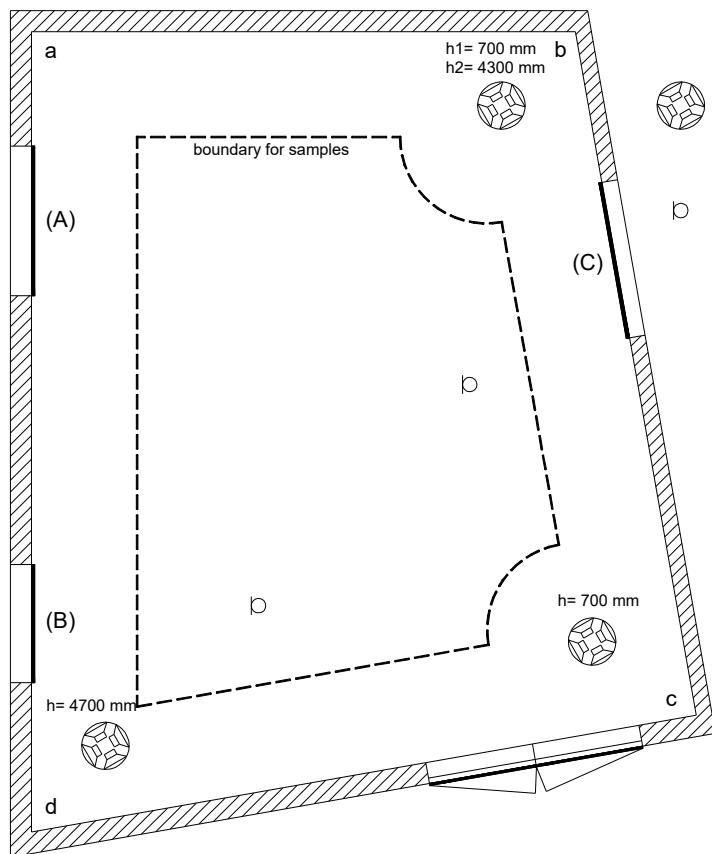 a
b
h1= 700 mm
h2= 4300 mm
boundary for samples
(A)
(C)
(B)
h= 700 mm
h= 4700 mm
c
d